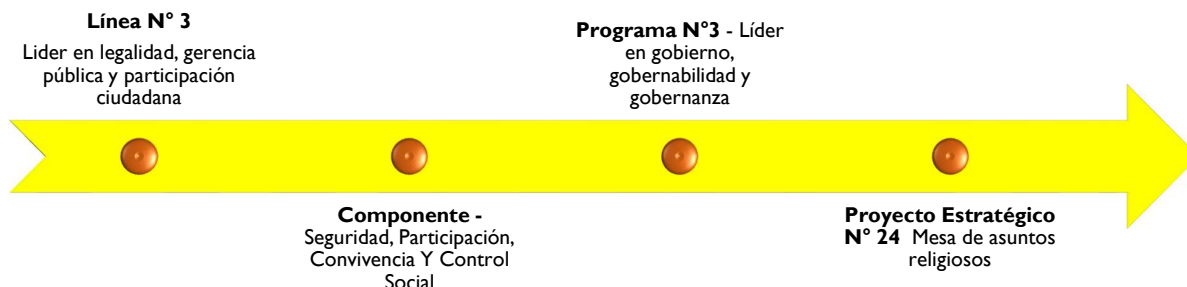 Línea N° 3
Lider en legalidad, gerencia
pública y participación
ciudadana
Componente -
Seguridad, Participación,
Convivencia Y Control
Social
Programa N°3 - Líder
en gobierno,
gobernabilidad y
gobernanza
Proyecto Estratégico
N° 24 Mesa de asuntos
religiosos